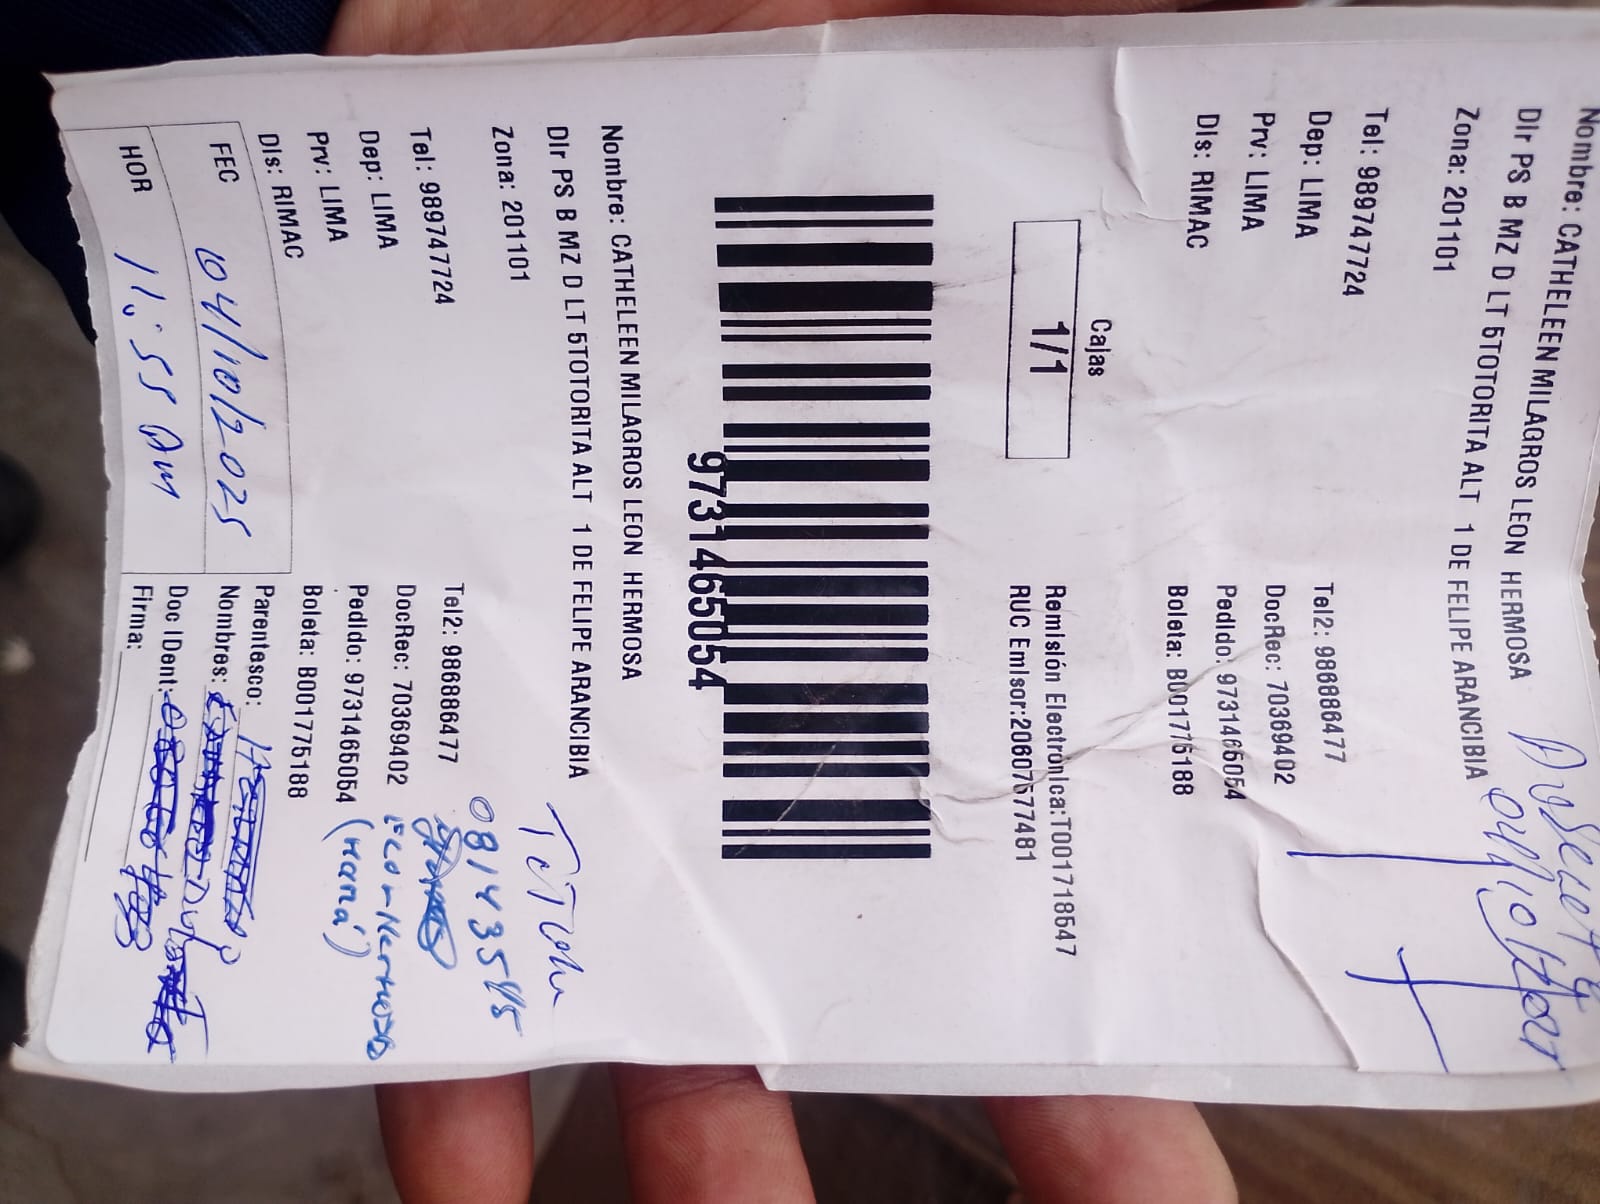 Nombre: CATHELEEN MILAGROS LEON HERMOSA
Dir PS B MZ D LT 5TOTORITA ALT 1 DE FELIPE ARANCIBIA
Zona: 201101
04/10/2025
Tel: 989747724
Tel2: 986886477
Dep: LIMA
DocRec: 70369402
Prv: LIMA
Pedido: 9731465054
Dis: RIMAC
Boleta: B001775188
Cajas
1/1
Remisión Electrónica:T001718547
RUC Emisor:20607577481
9731465054
Nombre: CATHELEEN MILAGROS LEON HERMOSA
Dir PS B MZ D LT 5TOTORITA ALT 1 DE FELIPE ARANCIBIA
Zona: 201101
08143545
Tel: 989747724
Tel2: 986886477
Dep: LIMA
DocRec: 70369402
Prv: LIMA
Pedido: 9731465054
(mamá)
Dis: RIMAC
Boleta: B001775188
FEC 04/10/2025
HOR 11:55 AM
Parentesco:
Nombres:
Doc IDent:
Firma: